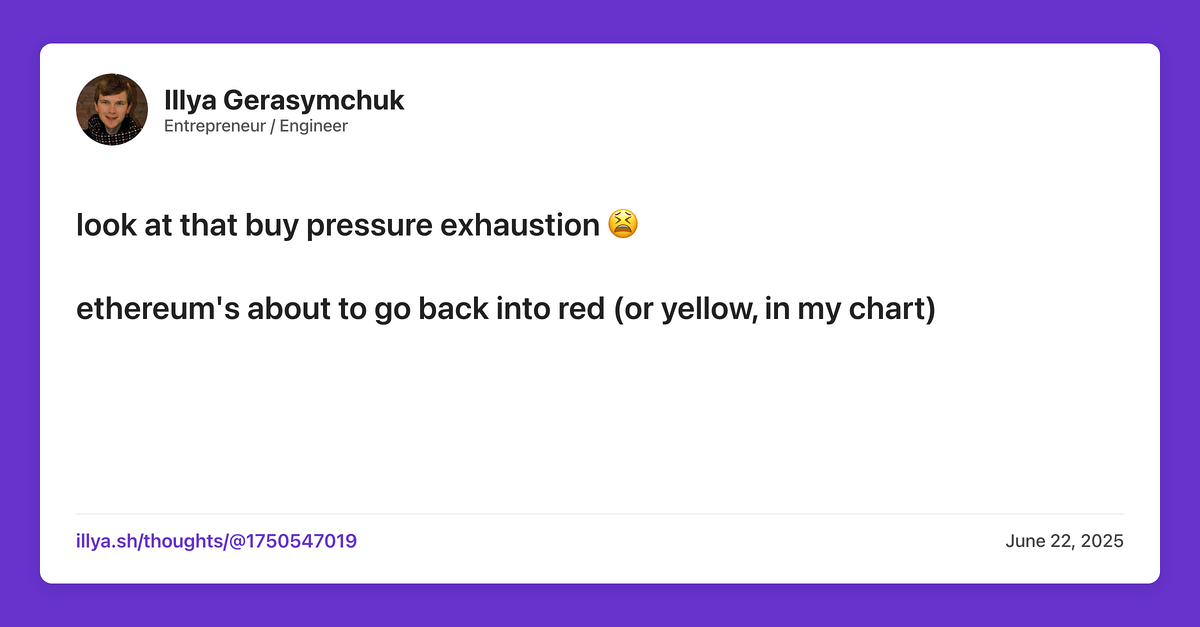 Illya Gerasymchuk
Entrepreneur / Engineer
look at that buy pressure exhaustion 😫
ethereum's about to go back into red (or yellow, in my chart)
illya.sh/thoughts/@1750547019
June 22, 2025